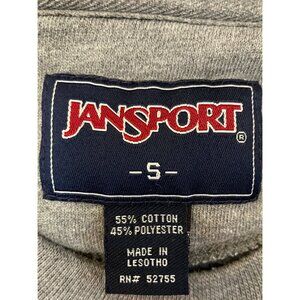 JANSPORT®
-S-
55% COTTON
45% POLYESTER
MADE IN
LESOTHO
RN# 52755